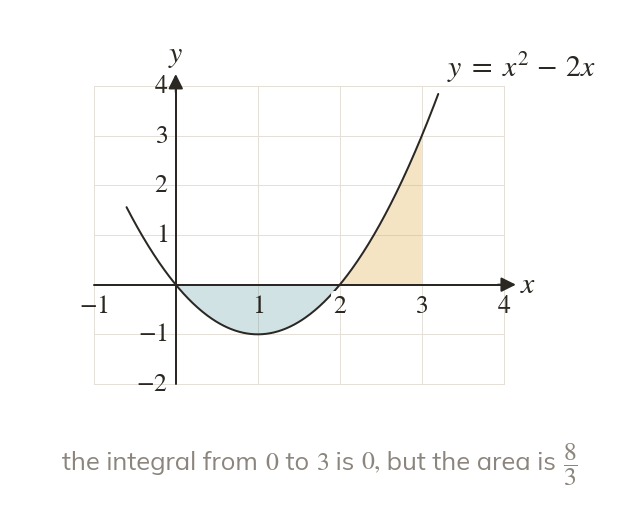 y
y = x² − 2x
4
3
2
1
−1
1
2
3
4
x
−1
−2
the integral from 0 to 3 is 0, but the area is 8/3